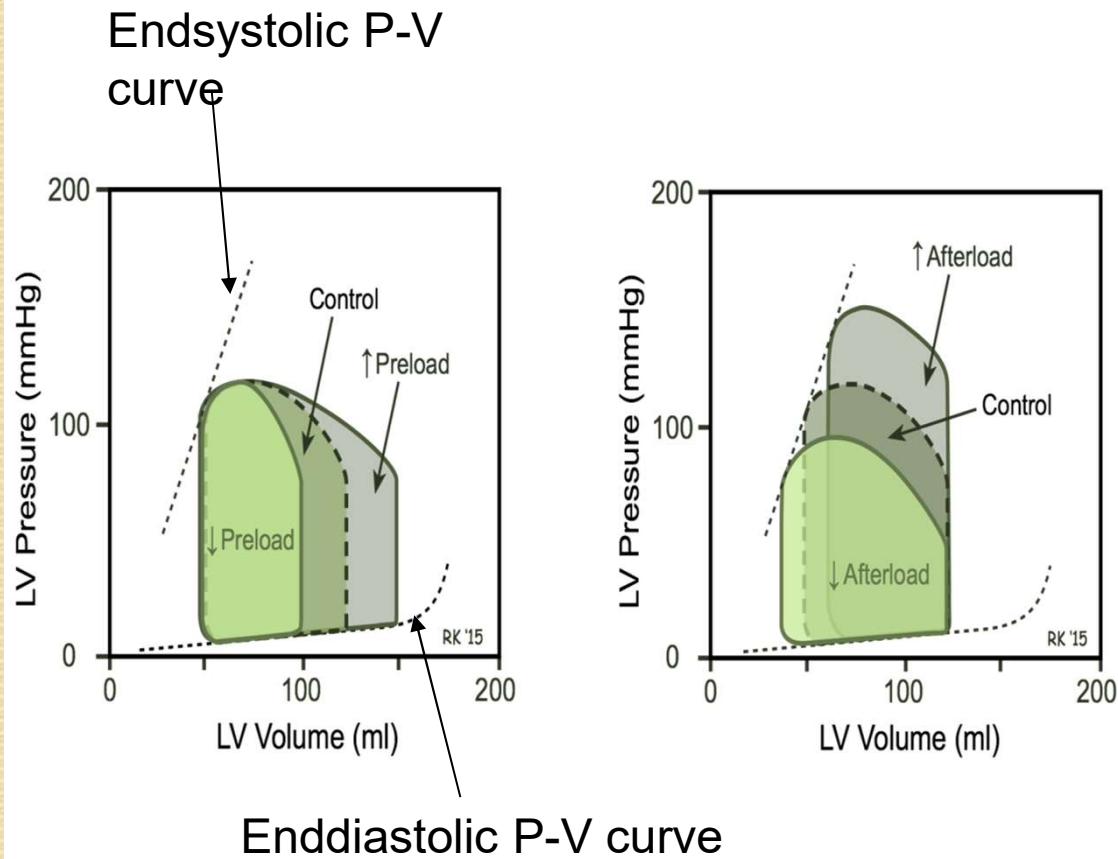 Endsystolic P-V
curve
200
100
0
LV Pressure (mmHg)
Control
↑Preload
↓Preload
RK '15
0
100
200
LV Volume (ml)
200
100
0
LV Pressure (mmHg)
↑Afterload
Control
↓Afterload
RK '15
0
100
200
LV Volume (ml)
Enddiastolic P-V curve